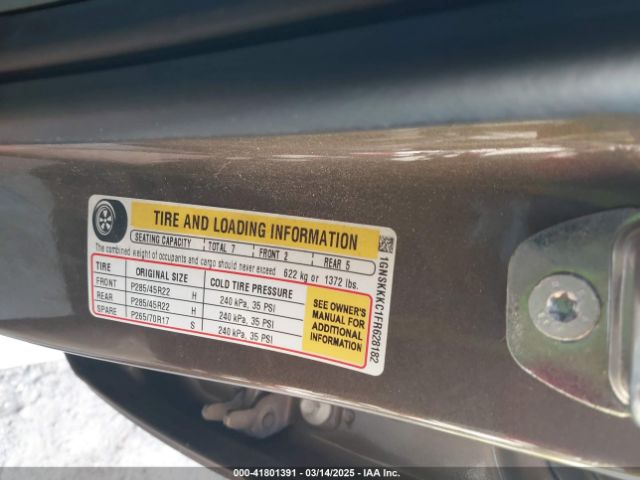 TIRE AND LOADING INFORMATION
SEATING CAPACITY TOTAL 7 FRONT 2 REAR 5
The combined weight of occupants and cargo should never exceed 622 kg or 1372 lbs.
TIRE ORIGINAL SIZE COLD TIRE PRESSURE
FRONT P285/45R22 H 240 kPa, 35 PSI
REAR P285/45R22 H 240 kPa, 35 PSI
SPARE P265/70R17 S 240 kPa, 35 PSI
SEE OWNER'S
MANUAL FOR
ADDITIONAL
INFORMATION
1GNSKKKC1FR628182
000-41801391 | 03/14/2025 | IAA Inc.